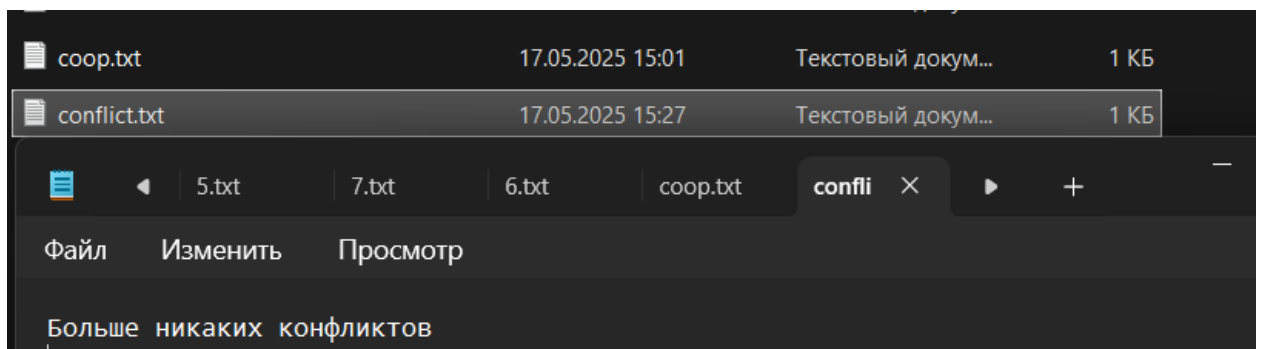 coop.txt 17.05.2025 15:01 Текстовый докум... 1 КБ
conflict.txt 17.05.2025 15:27 Текстовый докум... 1 КБ
5.txt 7.txt 6.txt coop.txt confli
Файл Изменить Просмотр
Больше никаких конфликтов